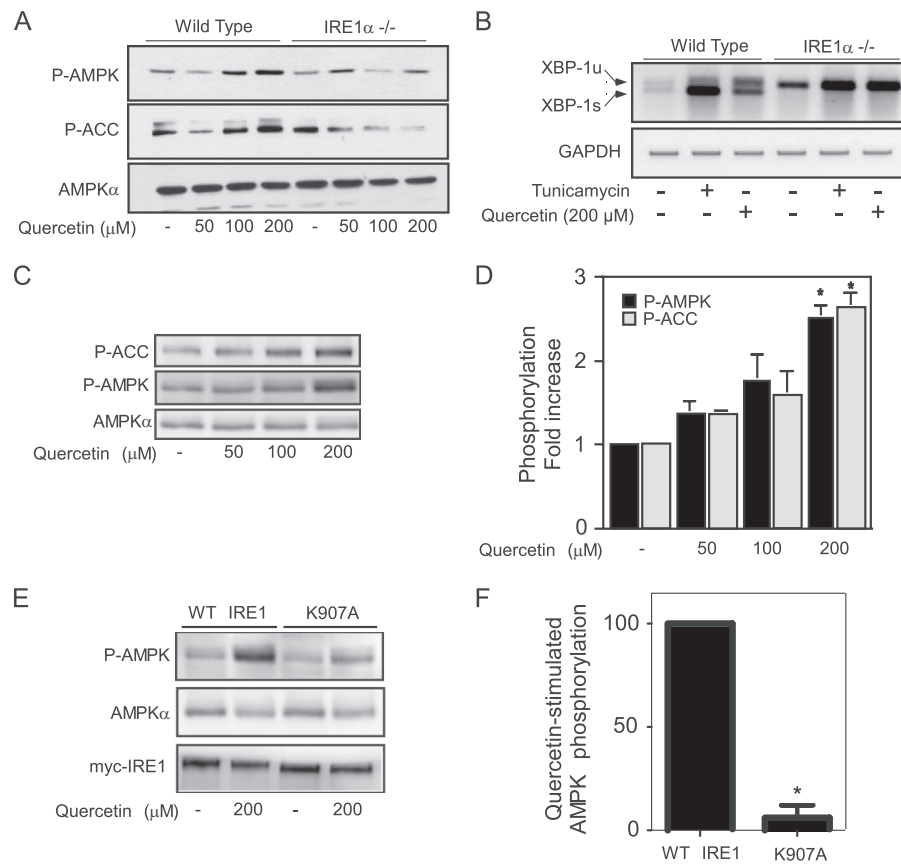 A
Wild Type IRE1α -/-
P-AMPK
P-ACC
AMPKα
Quercetin (μM) - 50 100 200 - 50 100 200
B
Wild Type IRE1α -/-
XBP-1u
XBP-1s
GAPDH
Tunicamycin - + - - + -
Quercetin (200 μM) - - + - - +
C
P-ACC
P-AMPK
AMPKα
Quercetin (μM) - 50 100 200
D
Phosphorylation
Fold increase
3
2
1
0
P-AMPK
P-ACC
* *
Quercetin (μM) - 50 100 200
E
WT IRE1 K907A
P-AMPK
AMPKα
myc-IRE1
Quercetin (μM) - 200 - 200
F
Quercetin-stimulated
AMPK phosphorylation
100
50
0
*
WT IRE1 K907A